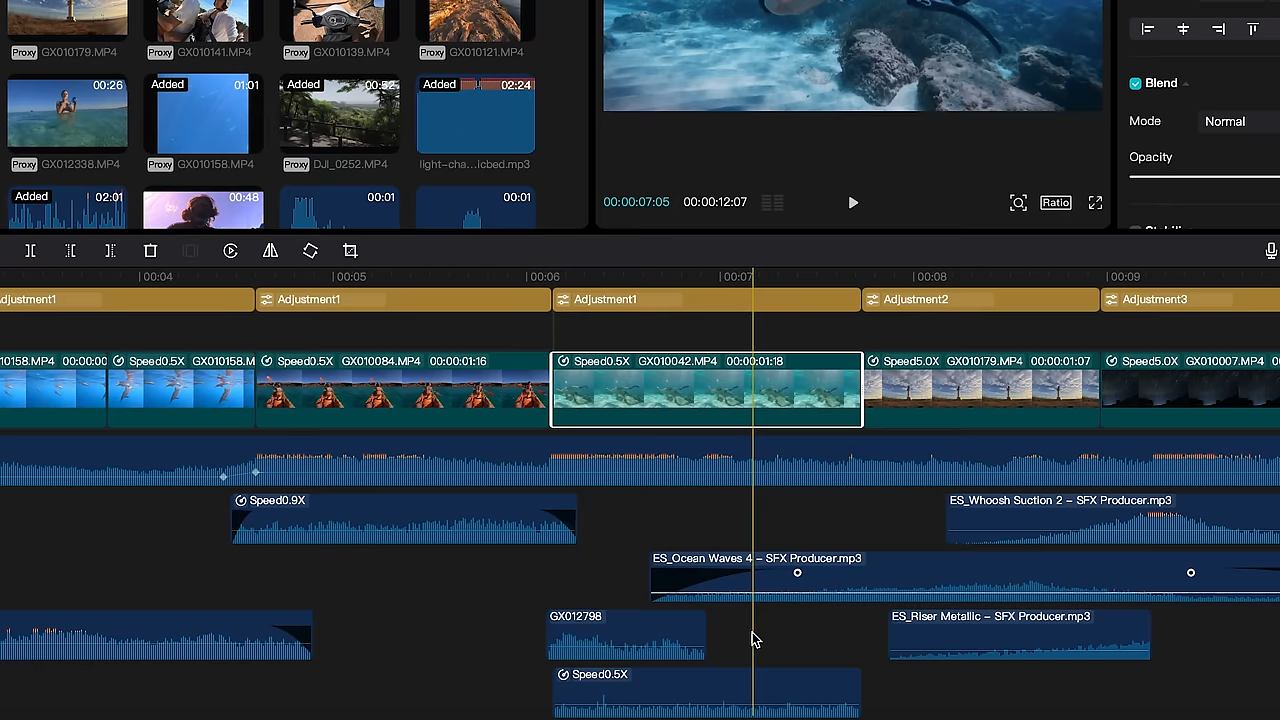 Proxy GX010179.MP4
Proxy GX010141.MP4
Proxy GX010139.MP4
Proxy GX010121.MP4
00:26
Added 01:01
Added 00:52
Added 02:24
Proxy GX012338.MP4
Proxy GX010158.MP4
Proxy DJI_0252.MP4
light-cha...icbed.mp3
Added 02:01
00:48
00:01
00:01
00:00:07:05 00:00:12:07
Ratio
Blend
Mode Normal
Opacity
00:04 00:05 00:06 00:07 00:08 00:09
Adjustment1
Adjustment1
Adjustment1
Adjustment2
Adjustment3
0158.MP4 00:00:00
Speed0.5X GX010158.M
Speed0.5X GX010084.MP4 00:00:01:16
Speed0.5X GX010042.MP4 00:00:01:18
Speed5.0X GX010179.MP4 00:00:01:07
Speed5.0X GX010007.MP4
Speed0.9X
ES_Whoosh Suction 2 – SFX Producer.mp3
ES_Ocean Waves 4 – SFX Producer.mp3
GX012798
ES_Riser Metallic – SFX Producer.mp3
Speed0.5X